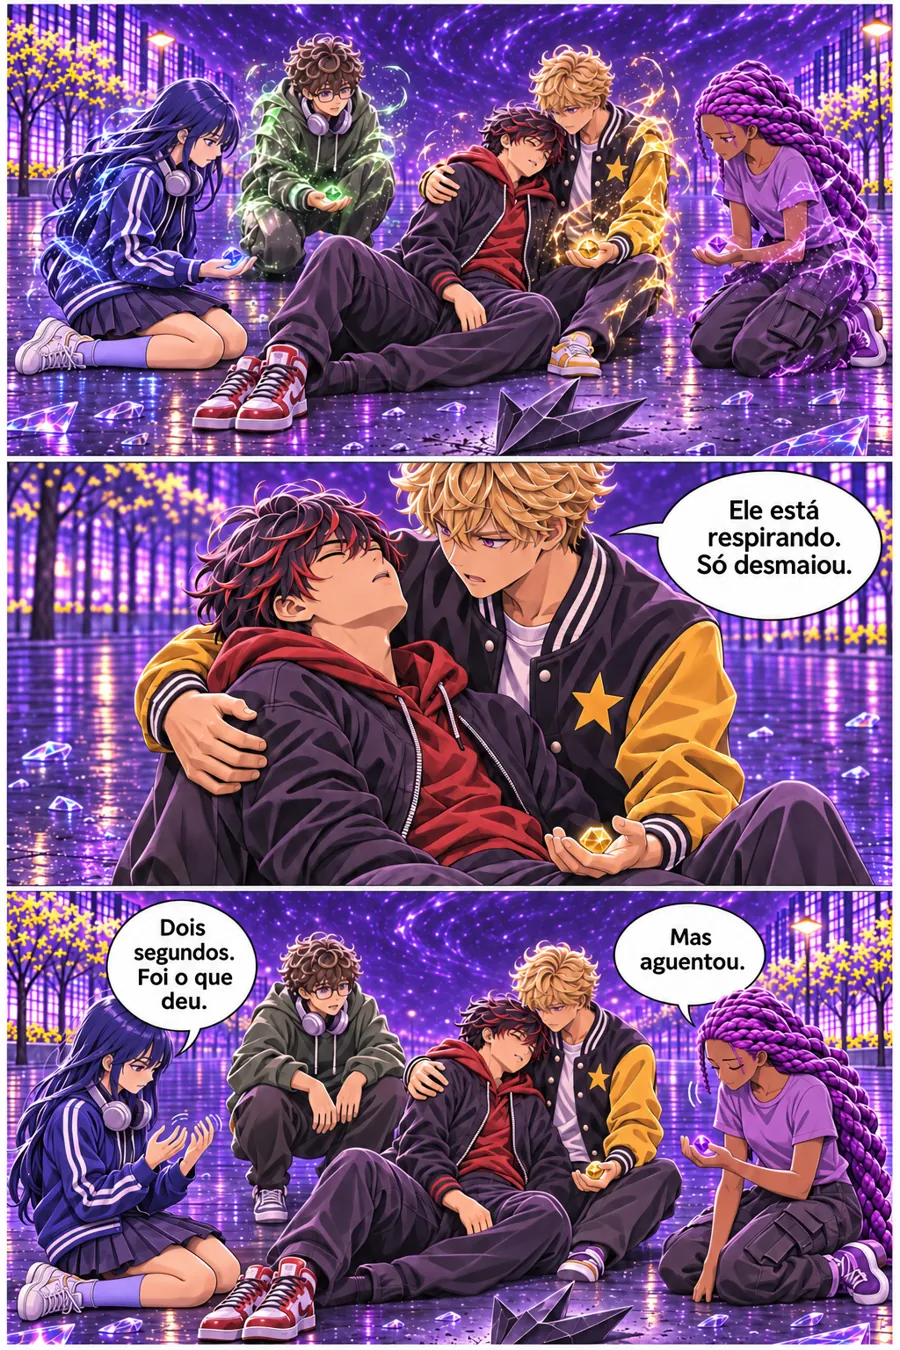 Ele está
respirando.
Só desmaiou.
Dois
segundos.
Foi o que
deu.
Mas
aguentou.